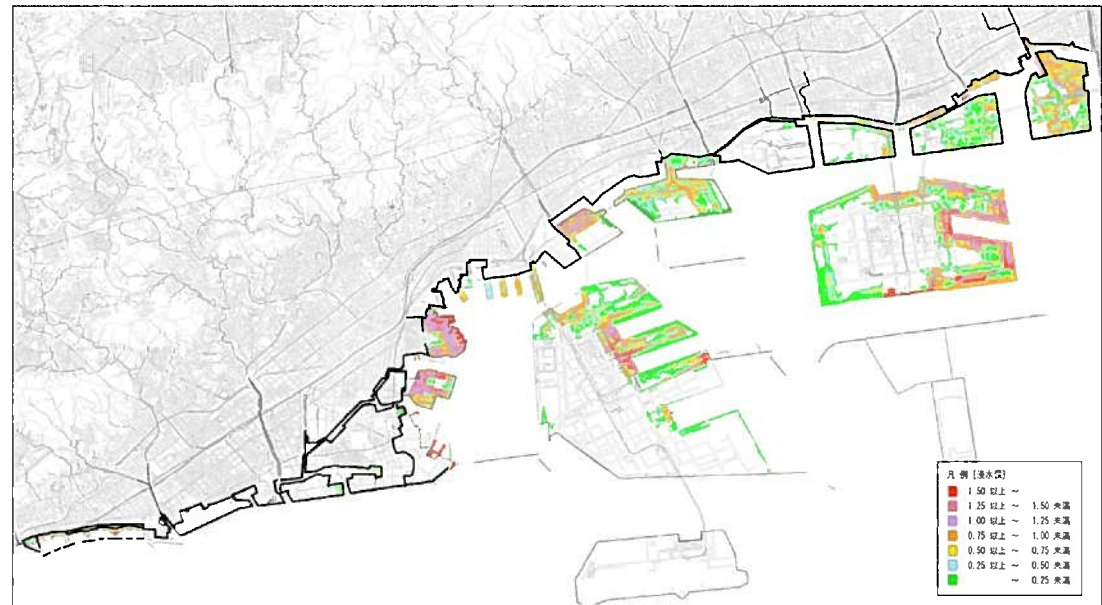 凡 例 [浸水深]
1.50 以上 ~
1.25 以上 ~ 1.50 未満
1.00 以上 ~ 1.25 未満
0.75 以上 ~ 1.00 未満
0.50 以上 ~ 0.75 未満
0.25 以上 ~ 0.50 未満
~ 0.25 未満